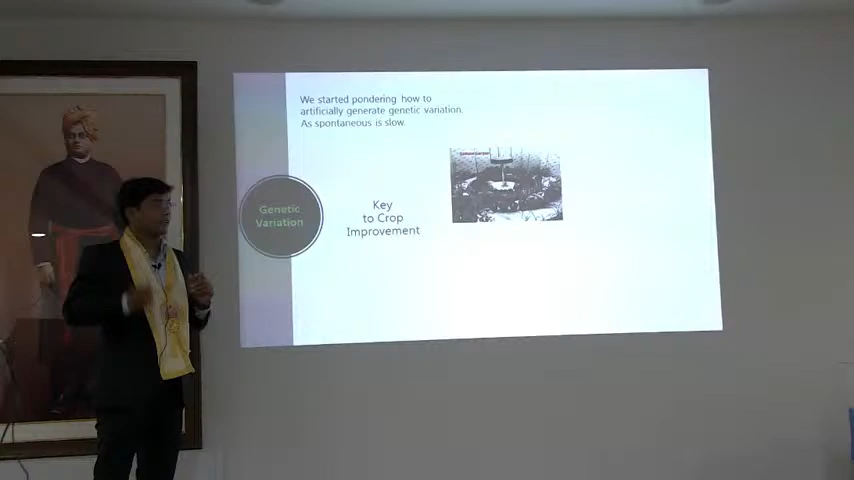 We started pondering how to
artificially generate genetic variation.
As spontaneous is slow.
Genetic
Variation
Key
to Crop
Improvement